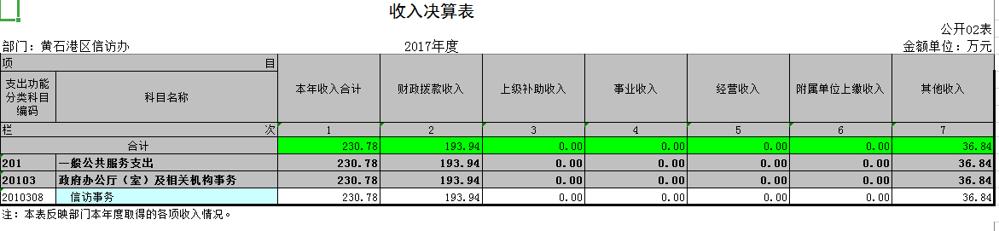 收入决算表
公开02表
部门：黄石港区信访办 2017年度 金额单位：万元
项 目 本年收入合计 财政拨款收入 上级补助收入 事业收入 经营收入 附属单位上缴收入 其他收入
支出功能
分类科目
编码 科目名称
栏 次 1 2 3 4 5 6 7
合计 230.78 193.94 0.00 0.00 0.00 0.00 36.84
201 一般公共服务支出 230.78 193.94 0.00 0.00 0.00 0.00 36.84
20103 政府办公厅（室）及相关机构事务 230.78 193.94 0.00 0.00 0.00 0.00 36.84
2010308 信访事务 230.78 193.94 0.00 0.00 0.00 0.00 36.84
注：本表反映部门本年度取得的各项收入情况。